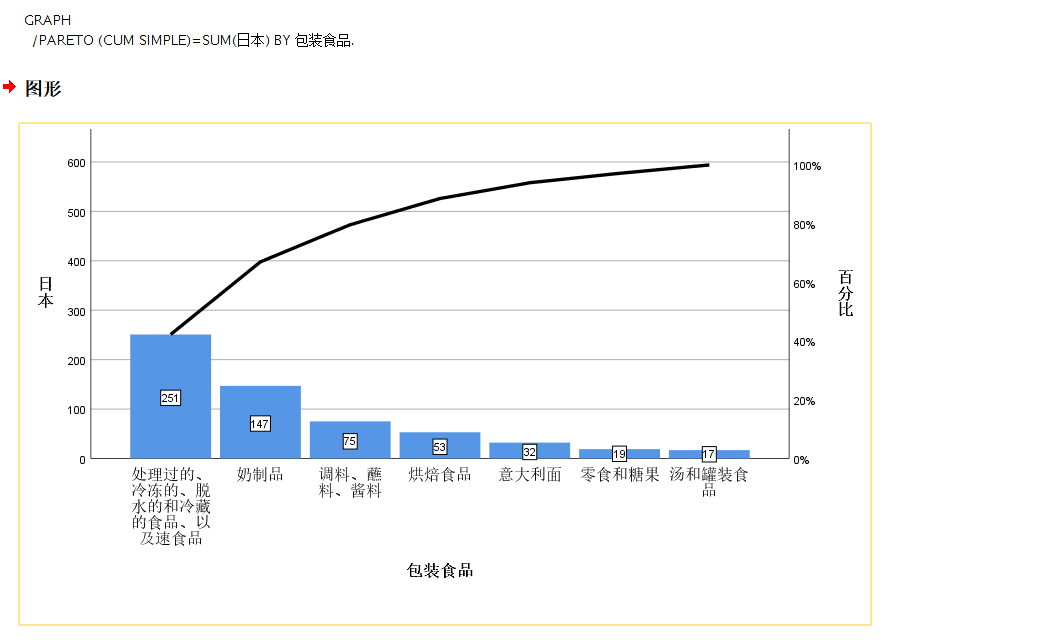 GRAPH
/PARETO (CUM SIMPLE)=SUM(日本) BY 包装食品.
图形
600
500
400
300
200
100
0
日本
100%
80%
60%
40%
20%
0%
百分比
251
147
75
53
32
19
17
处理过的、
冷冻的、脱
水的和冷藏
的食品、以
及速食品
奶制品
调料、蘸
料、酱料
烘焙食品
意大利面
零食和糖果
汤和罐装食
品
包装食品